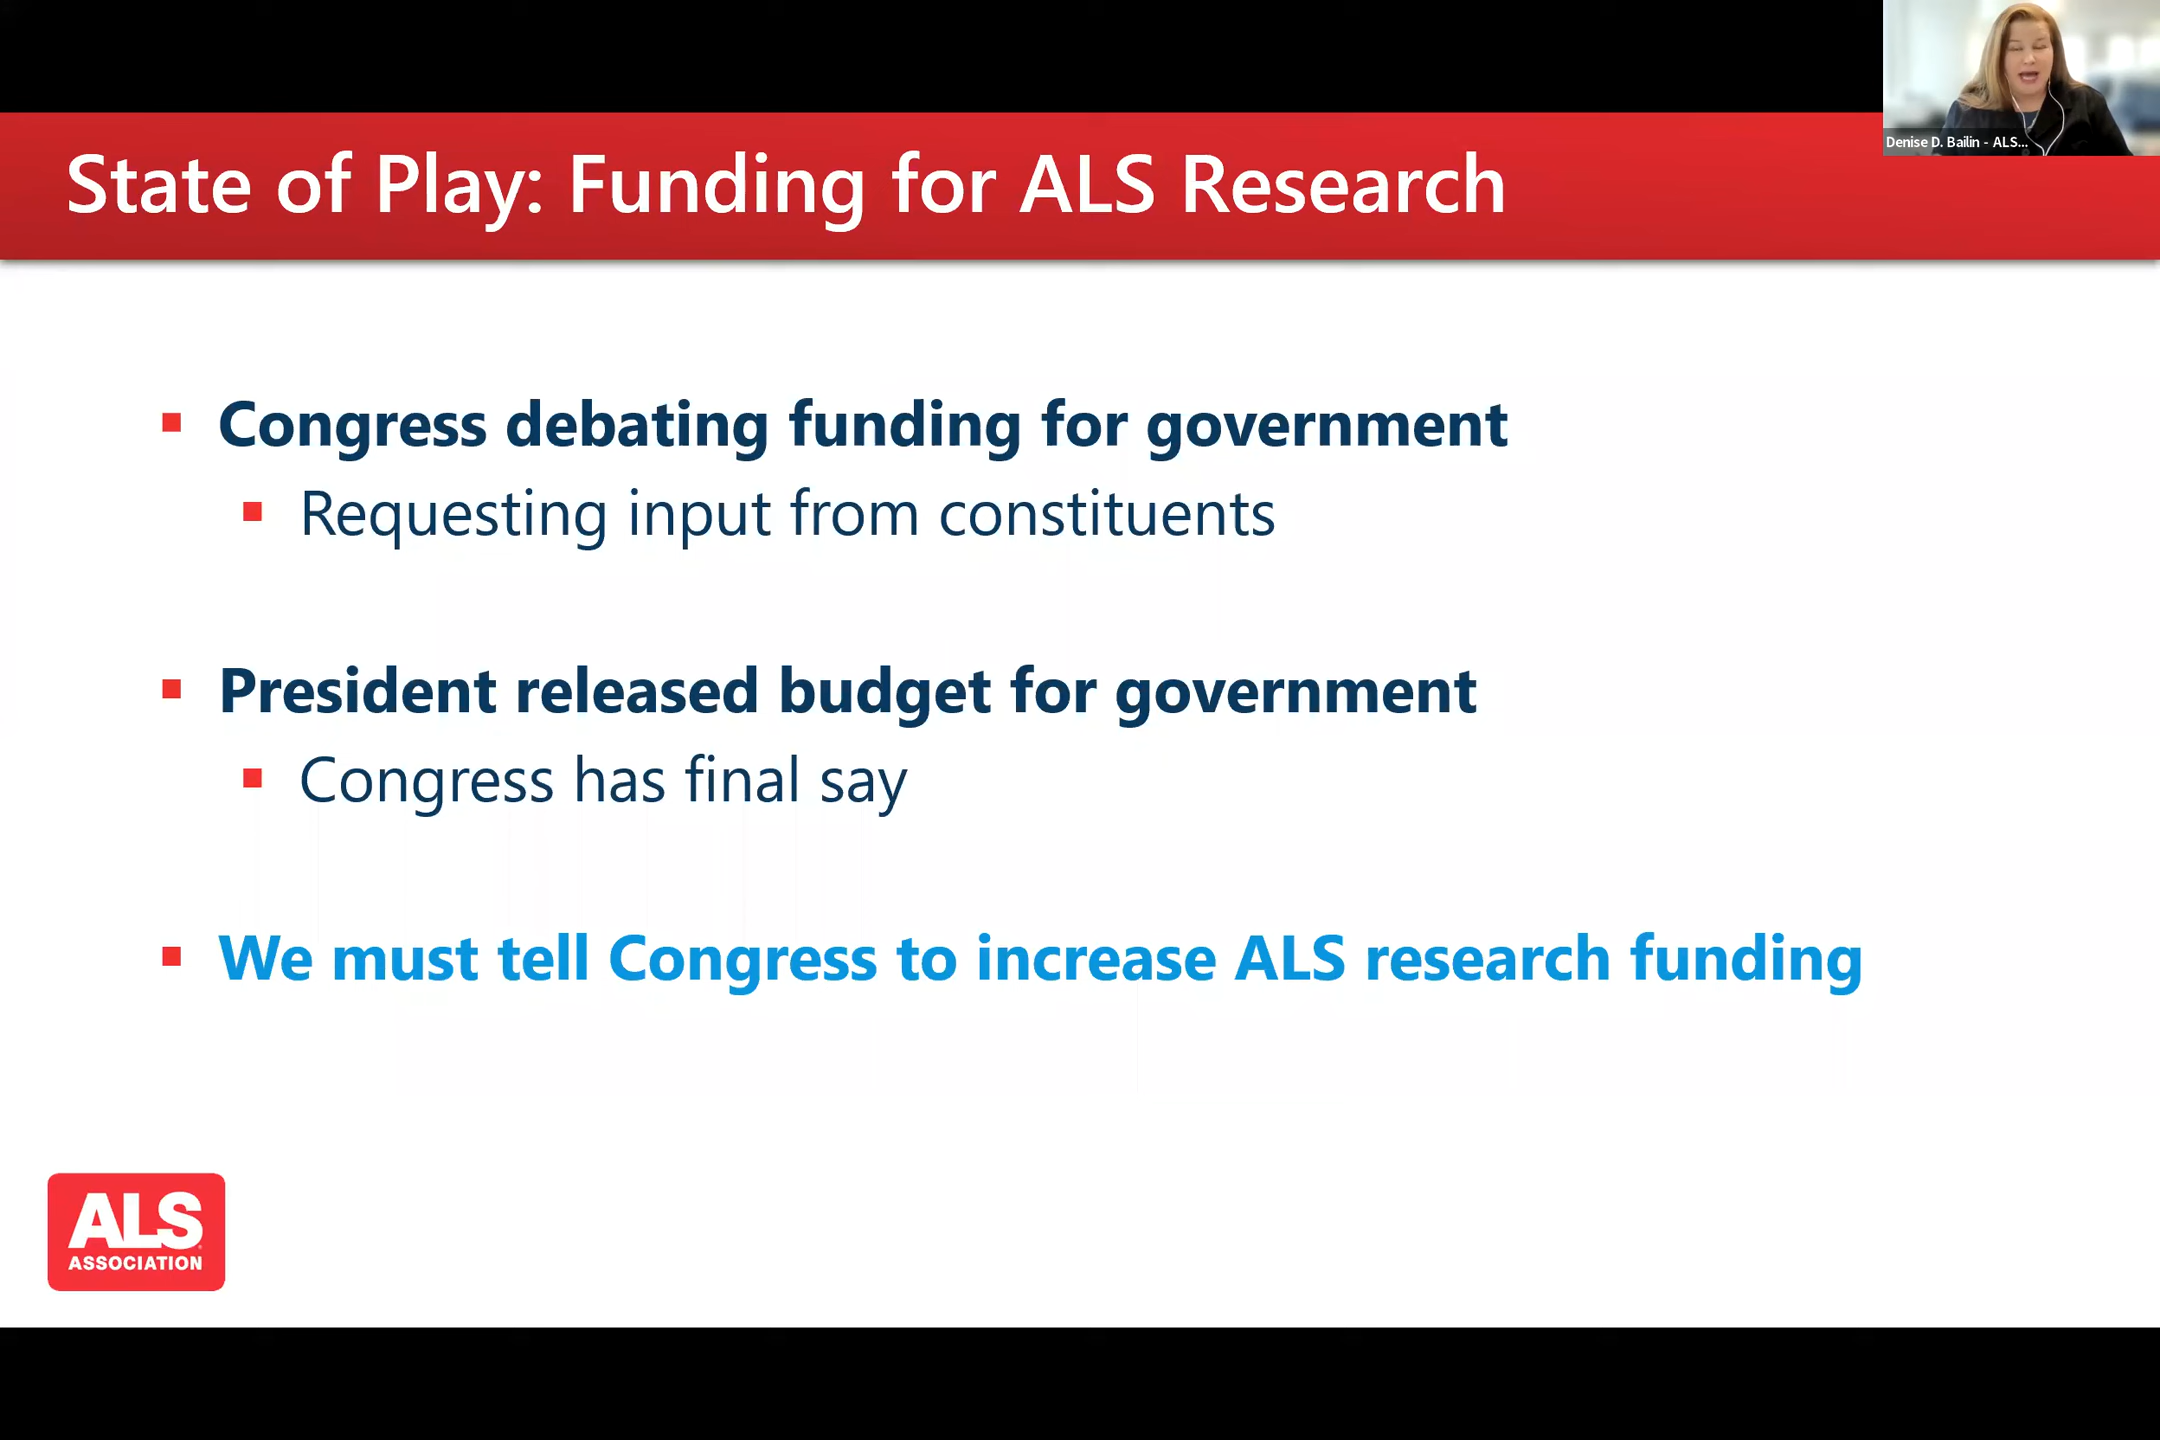 Denise D. Bailin - ALS...
State of Play: Funding for ALS Research
Congress debating funding for government
Requesting input from constituents
President released budget for government
Congress has final say
We must tell Congress to increase ALS research funding
ALS
ASSOCIATION